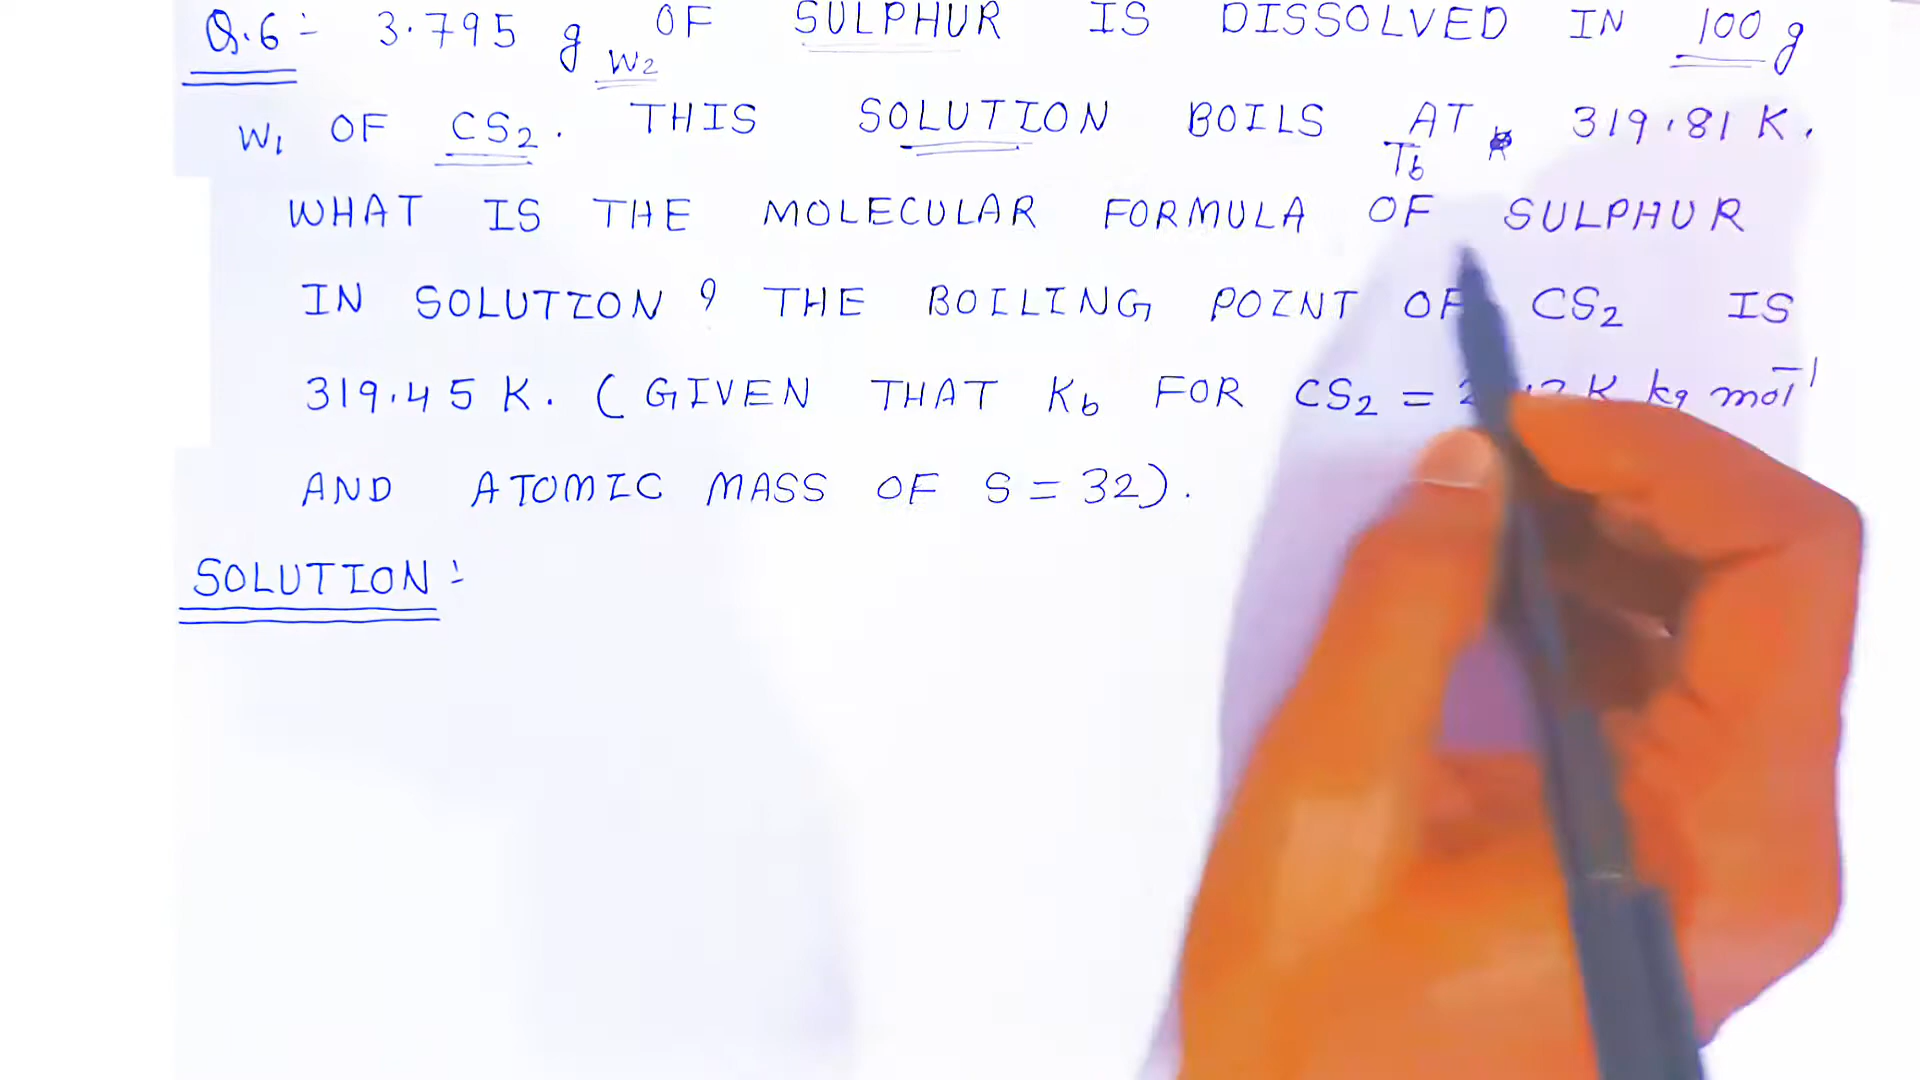 Q.6:- 3.795 g OF SULPHUR IS DISSOLVED IN 100 g
W2
W1 OF CS2. THIS SOLUTION BOILS AT 319.81 K.
Tb
WHAT IS THE MOLECULAR FORMULA OF SULPHUR
IN SOLUTION ? THE BOILING POINT OF CS2 IS
319.45 K. (GIVEN THAT Kb FOR CS2 = K kg mol-1
AND ATOMIC MASS OF S = 32).
SOLUTION :-